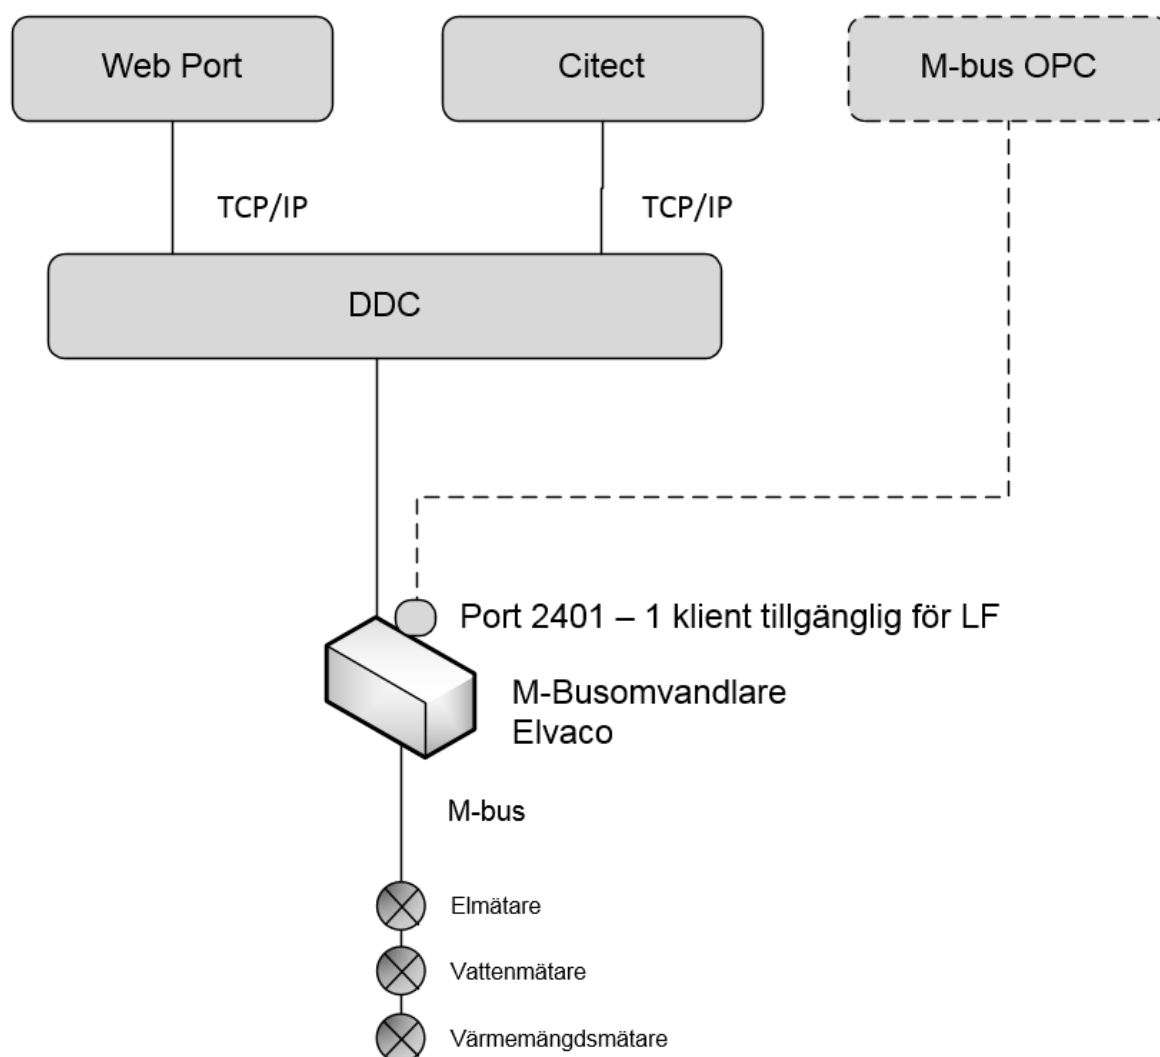 Web Port
Citect
M-bus OPC
TCP/IP
TCP/IP
DDC
Port 2401 – 1 klient tillgänglig för LF
M-Busomvandlare
Elvaco
M-bus
Elmätare
Vattenmätare
Värmemängdsmätare